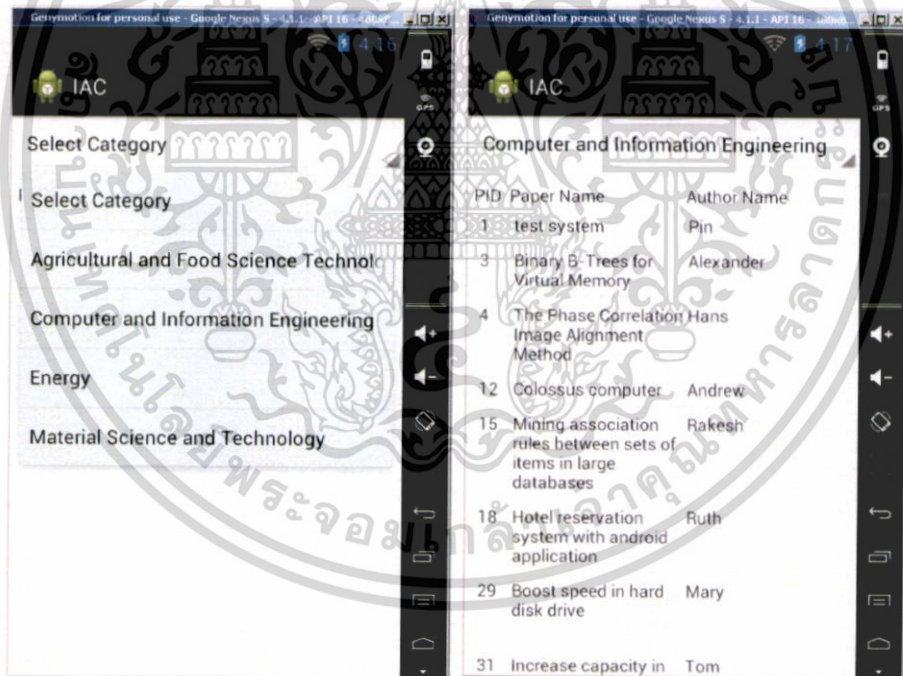 Genymotion for personal use - Google Nexus S - 4.1.1 - API 16 - 480x8...
4:16
IAC
GPS
Select Category
Select Category
Agricultural and Food Science Technolo
Computer and Information Engineering
Energy
Material Science and Technology
Genymotion for personal use - Google Nexus S - 4.1.1 - API 16 - 480x8...
4:17
IAC
GPS
Computer and Information Engineering
PID Paper Name Author Name
1 test system Pin
3 Binary B-Trees for Alexander
Virtual Memory
4 The Phase Correlation Hans
Image Alignment
Method
12 Colossus computer Andrew
15 Mining association Rakesh
rules between sets of
items in large
databases
18 Hotel reservation Ruth
system with android
application
29 Boost speed in hard Mary
disk drive
31 Increase capacity in Tom